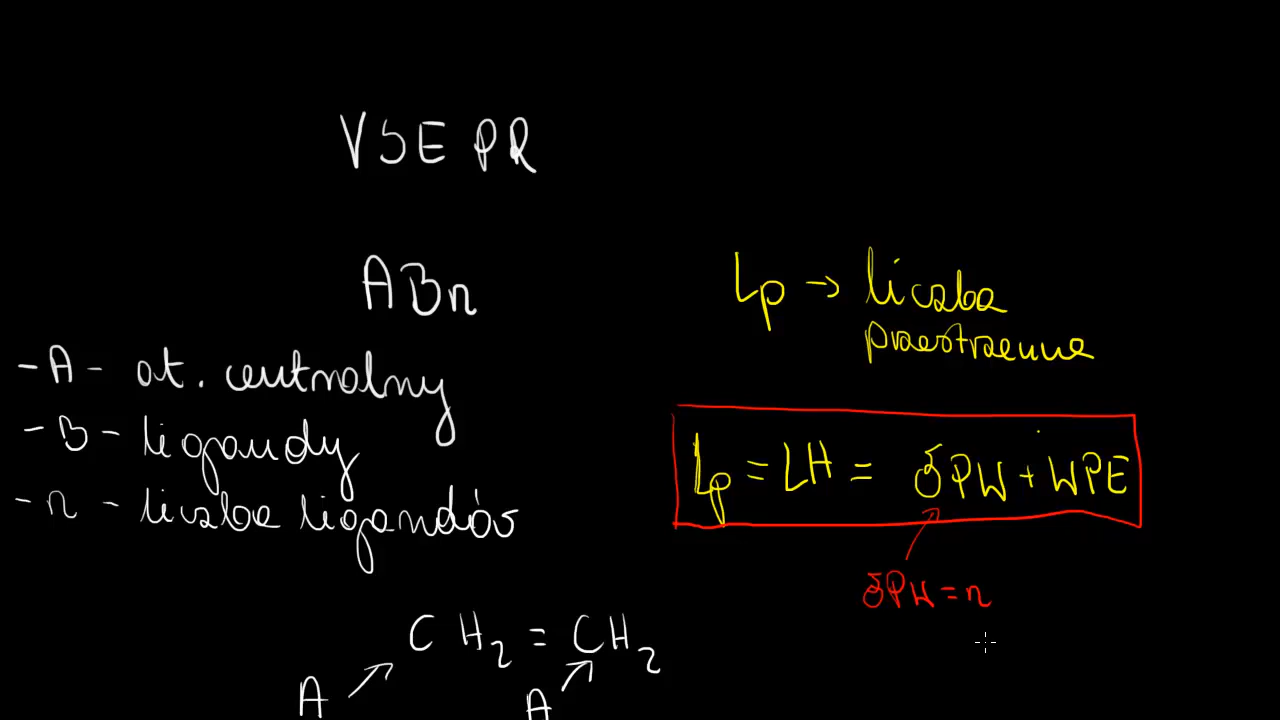 VSEPR
ABn
- A - at. centralny
- B - ligandy
- n - liczba ligandów
CH₂ = CH₂
A A
Lp → liczba
przestrzenna
Lp = LH = σPW + WPE
σPW = n